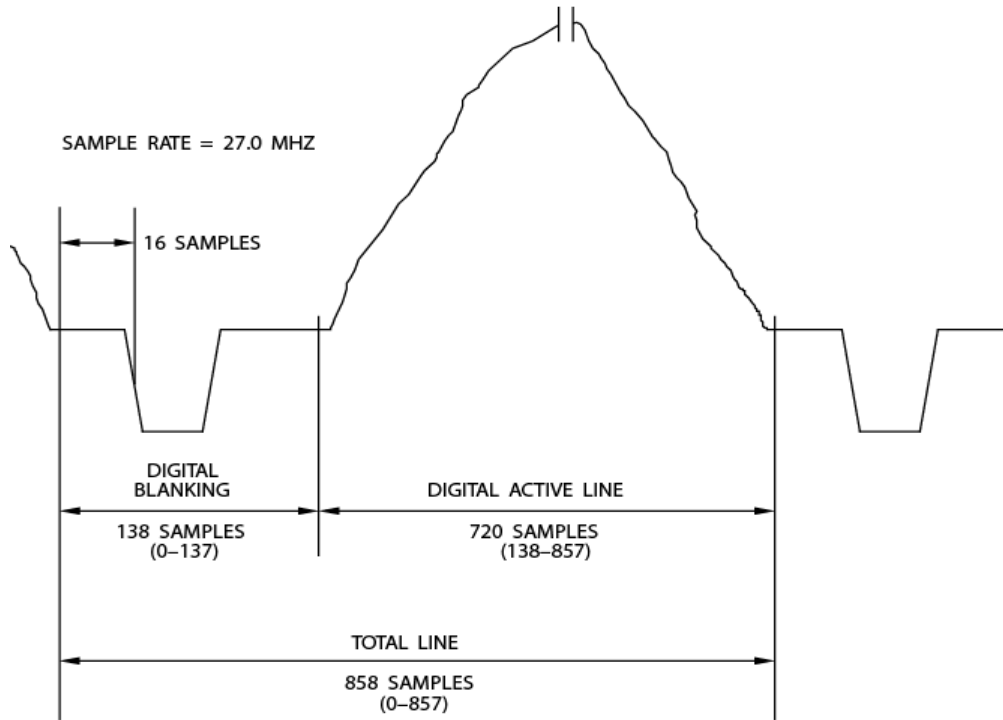 SAMPLE RATE = 27.0 MHZ
16 SAMPLES
DIGITAL
BLANKING
138 SAMPLES
(0–137)
DIGITAL ACTIVE LINE
720 SAMPLES
(138–857)
TOTAL LINE
858 SAMPLES
(0–857)